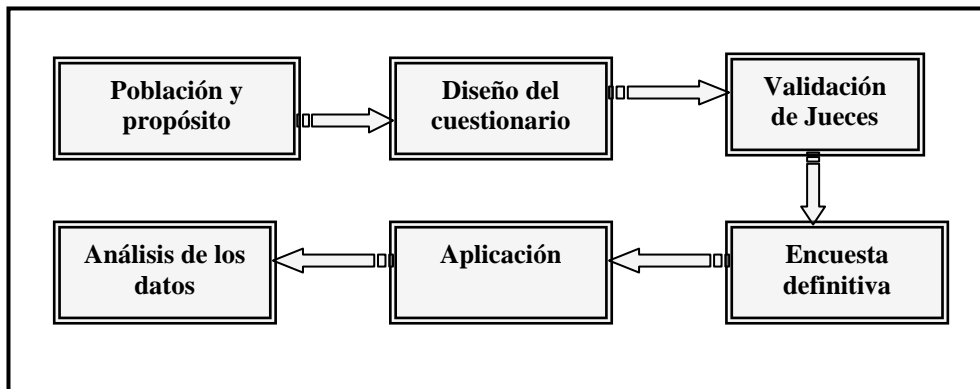 Población y
propósito
Diseño del
cuestionario
Validación
de Jueces
Encuesta
definitiva
Aplicación
Análisis de los
datos